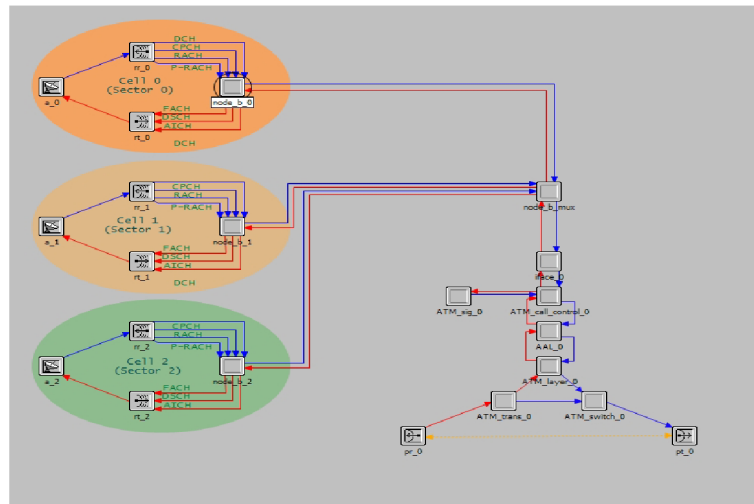 DCH
CPCH
RACH
P-RACH
rr_0
Cell 0
(Sector 0)
a_0
node_b_0
FACH
DSCH
AICH
rt_0
DCH
CPCH
RACH
P-RACH
rr_1
Cell 1
(Sector 1)
a_1
node_b_1
FACH
DSCH
AICH
rt_1
DCH
CPCH
RACH
P-RACH
rr_2
Cell 2
(Sector 2)
a_2
node_b_2
FACH
DSCH
AICH
rt_2
node_b_mux
iface_0
ATM_sig_0
ATM_call_control_0
AAL_0
ATM_layer_0
ATM_trans_0
ATM_switch_0
pr_0
pt_0